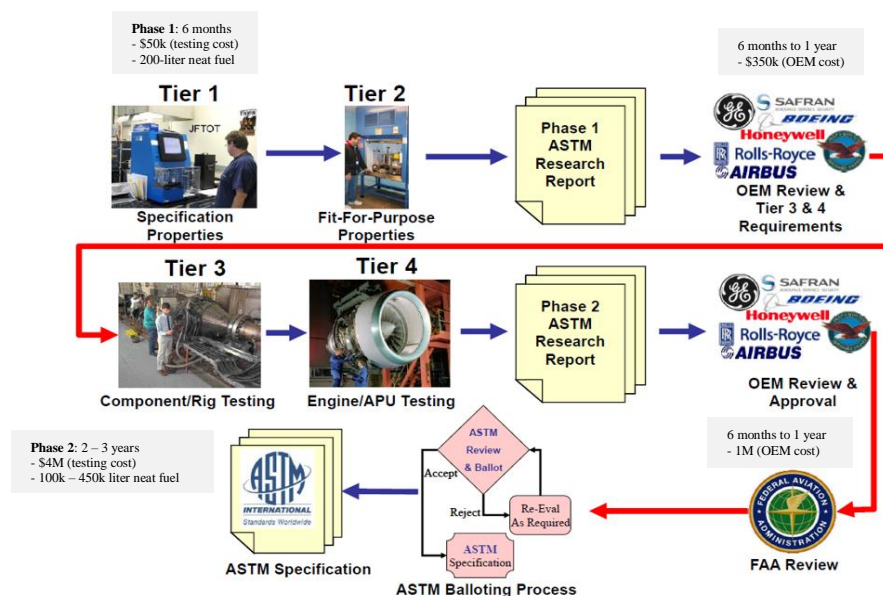 Phase 1: 6 months
- $50k (testing cost)
- 200-liter neat fuel
6 months to 1 year
- $350k (OEM cost)
Tier 1
Tier 2
JFTOT
Phase 1
ASTM
Research
Report
GE
SAFRAN
BOEING
Honeywell
RR
Rolls-Royce
AIRBUS
Specification
Properties
Fit-For-Purpose
Properties
OEM Review &
Tier 3 & 4
Requirements
Tier 3
Tier 4
Phase 2
ASTM
Research
Report
GE
SAFRAN
BOEING
Honeywell
RR
Rolls-Royce
AIRBUS
Component/Rig Testing
Engine/APU Testing
OEM Review &
Approval
Phase 2: 2 – 3 years
- $4M (testing cost)
- 100k – 450k liter neat fuel
ASTM
INTERNATIONAL
Standards Worldwide
ASTM Specification
ASTM
Review
& Ballot
Accept
Reject
Re-Eval
As Required
ASTM
Specification
ASTM Balloting Process
6 months to 1 year
- 1M (OEM cost)
FEDERAL AVIATION
ADMINISTRATION
FAA Review